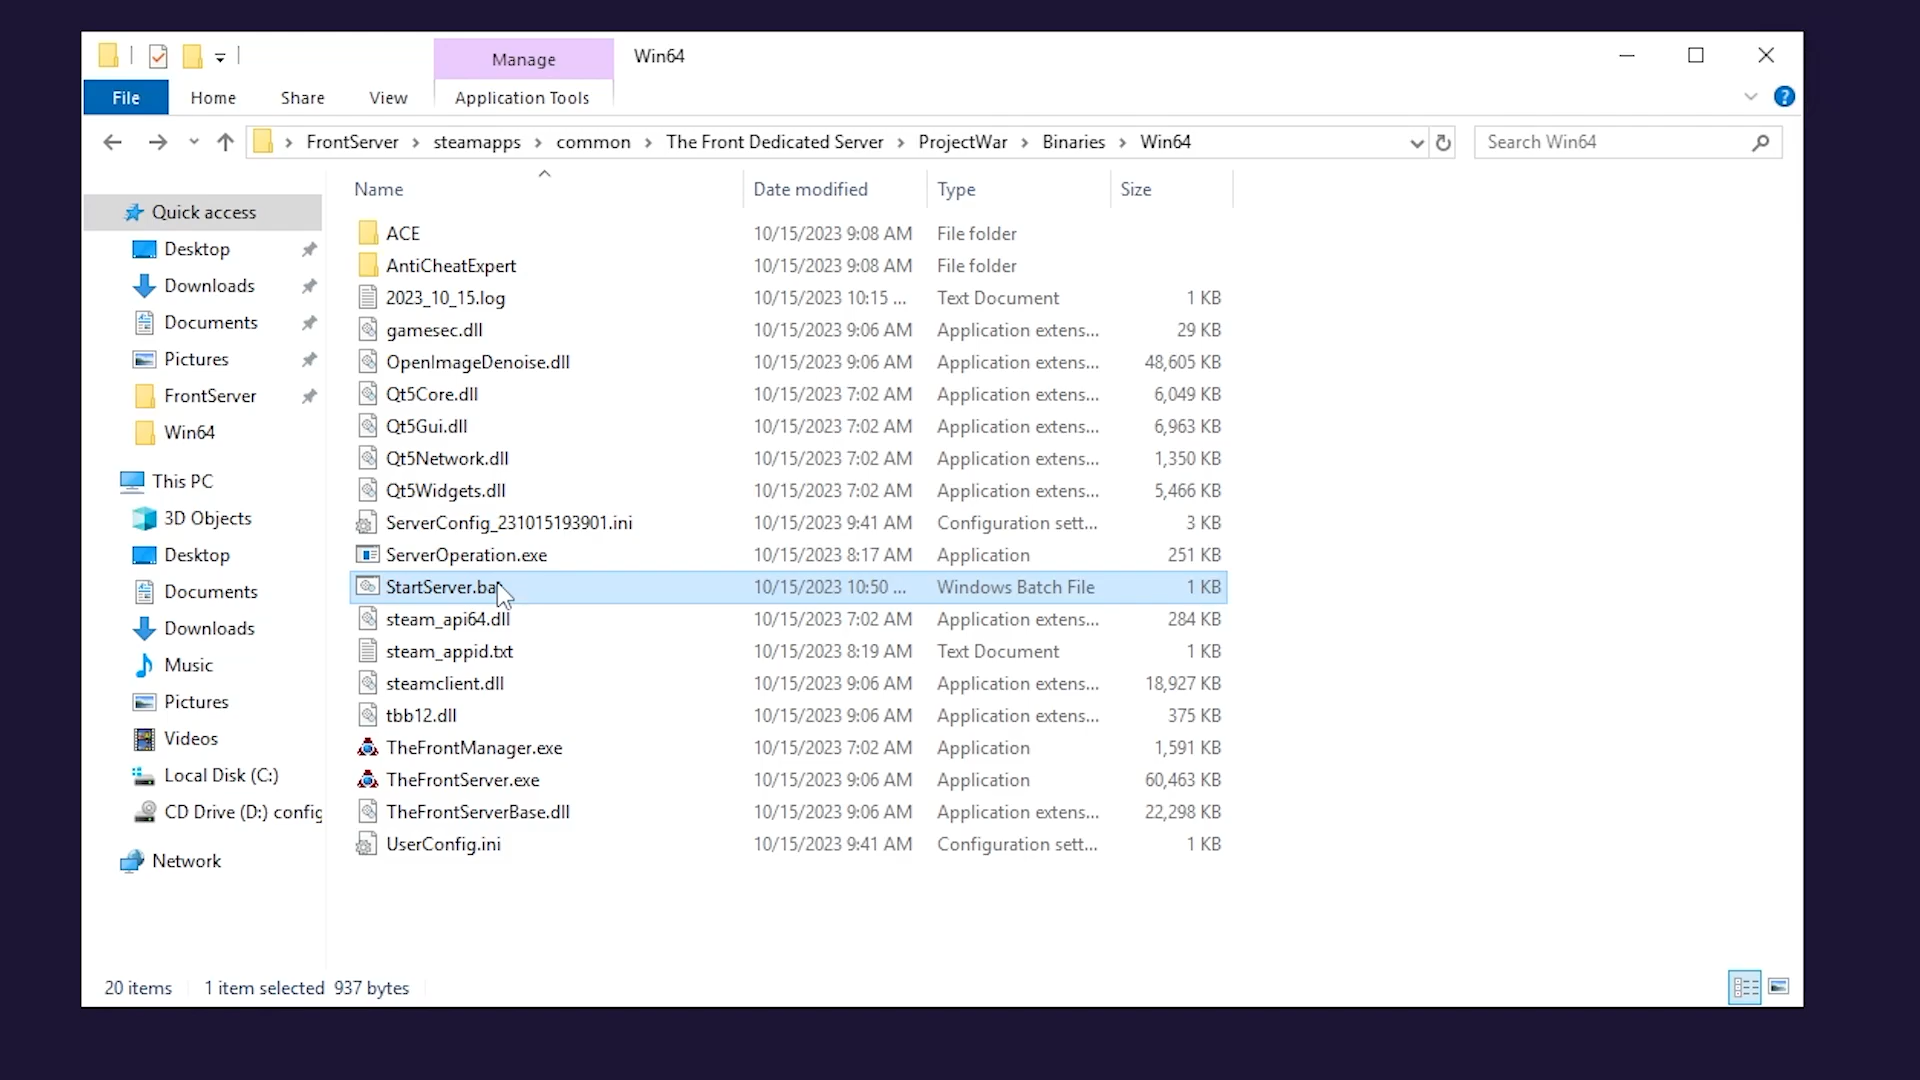 Manage
Win64
File
Home
Share
View
Application Tools
FrontServer > steamapps > common > The Front Dedicated Server > ProjectWar > Binaries > Win64
Search Win64
Quick access
Desktop
Downloads
Documents
Pictures
FrontServer
Win64
This PC
3D Objects
Desktop
Documents
Downloads
Music
Pictures
Videos
Local Disk (C:)
CD Drive (D:) config
Network
Name Date modified Type Size
ACE 10/15/2023 9:08 AM File folder
AntiCheatExpert 10/15/2023 9:08 AM File folder
2023_10_15.log 10/15/2023 10:15 ... Text Document 1 KB
gamesec.dll 10/15/2023 9:06 AM Application extens... 29 KB
OpenImageDenoise.dll 10/15/2023 9:06 AM Application extens... 48,605 KB
Qt5Core.dll 10/15/2023 7:02 AM Application extens... 6,049 KB
Qt5Gui.dll 10/15/2023 7:02 AM Application extens... 6,963 KB
Qt5Network.dll 10/15/2023 7:02 AM Application extens... 1,350 KB
Qt5Widgets.dll 10/15/2023 7:02 AM Application extens... 5,466 KB
ServerConfig_231015193901.ini 10/15/2023 9:41 AM Configuration sett... 3 KB
ServerOperation.exe 10/15/2023 8:17 AM Application 251 KB
StartServer.ba 10/15/2023 10:50 ... Windows Batch File 1 KB
steam_api64.dll 10/15/2023 7:02 AM Application extens... 284 KB
steam_appid.txt 10/15/2023 8:19 AM Text Document 1 KB
steamclient.dll 10/15/2023 9:06 AM Application extens... 18,927 KB
tbb12.dll 10/15/2023 9:06 AM Application extens... 375 KB
TheFrontManager.exe 10/15/2023 7:02 AM Application 1,591 KB
TheFrontServer.exe 10/15/2023 9:06 AM Application 60,463 KB
TheFrontServerBase.dll 10/15/2023 9:06 AM Application extens... 22,298 KB
UserConfig.ini 10/15/2023 9:41 AM Configuration sett... 1 KB
20 items 1 item selected 937 bytes